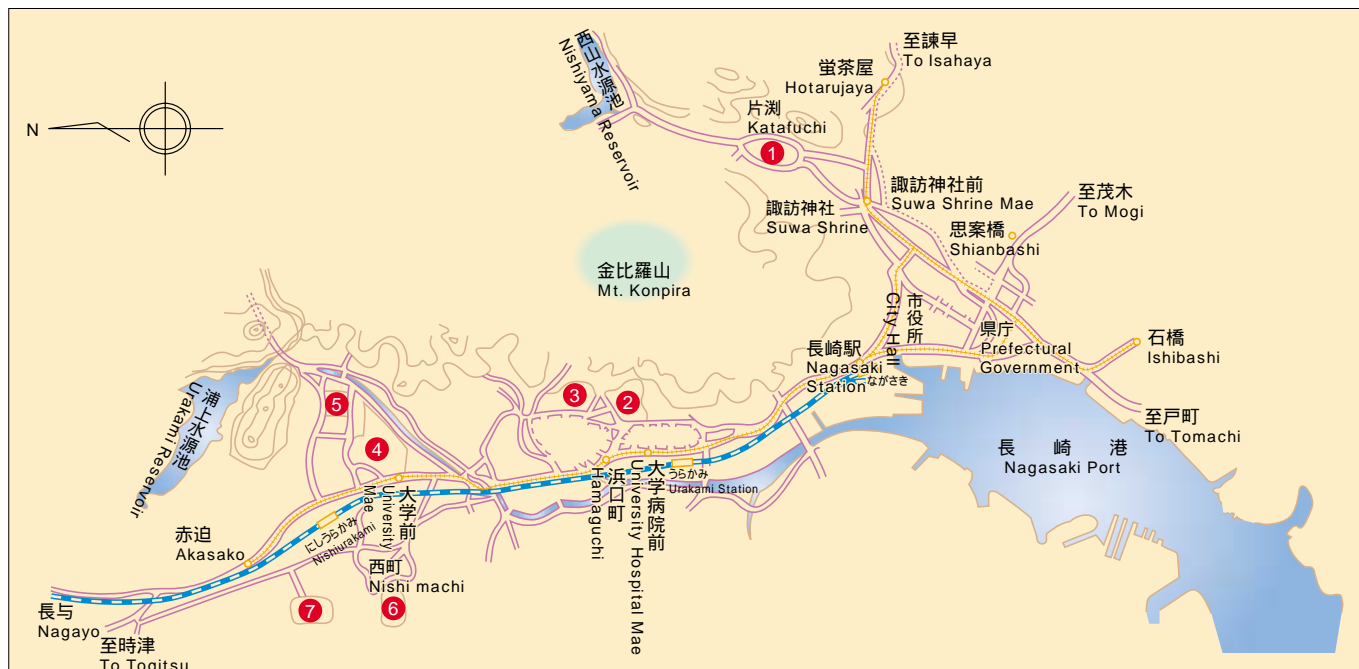 西山水源池
Nishiyama Reservoir
至諫早
To Isahaya
蛍茶屋
Hotarujaya
片渕
Katafuchi
1
N
諏訪神社前
Suwa Shrine Mae
諏訪神社
Suwa Shrine
至茂木
To Mogi
思案橋
Shianbashi
金比羅山
Mt. Konpira
市役所
City Hall
県庁
Prefectural
Government
石橋
Ishibashi
長崎駅
Nagasaki
Station
ながさき
至戸町
To Tomachi
長崎港
Nagasaki Port
浦上水源池
Urakami Reservoir
5
4
3
2
大学病院前
University Hospital Mae
うらかみ
Urakami Station
浜口町
Hamaguchi
大学前
University
Mae
にしうらかみ
Nishiurakami
赤迫
Akasako
西町
Nishi machi
7
6
長与
Nagayo
至時津
To Togitsu